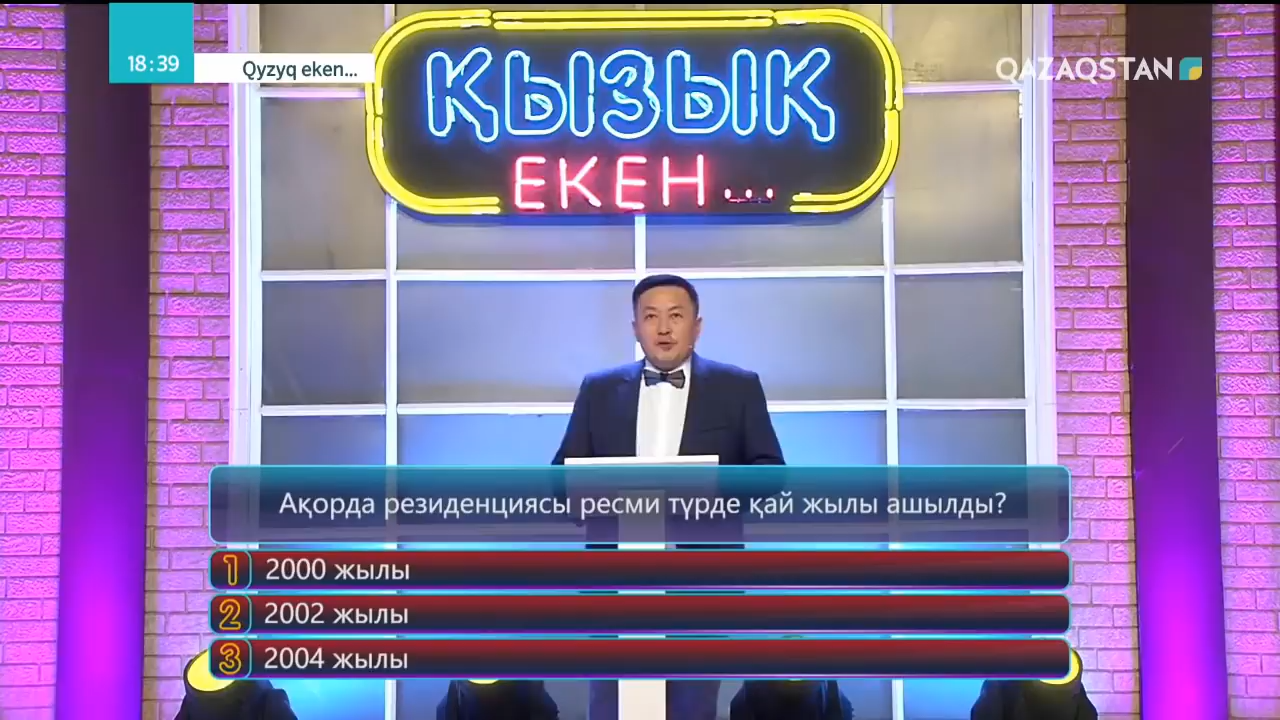 18:39
Qyzyq eken...
QAZAQSTAN
ҚЫЗЫҚ
ЕКЕН...
Ақорда резиденциясы ресми түрде қай жылы ашылды?
1 2000 жылы
2 2002 жылы
3 2004 жылы